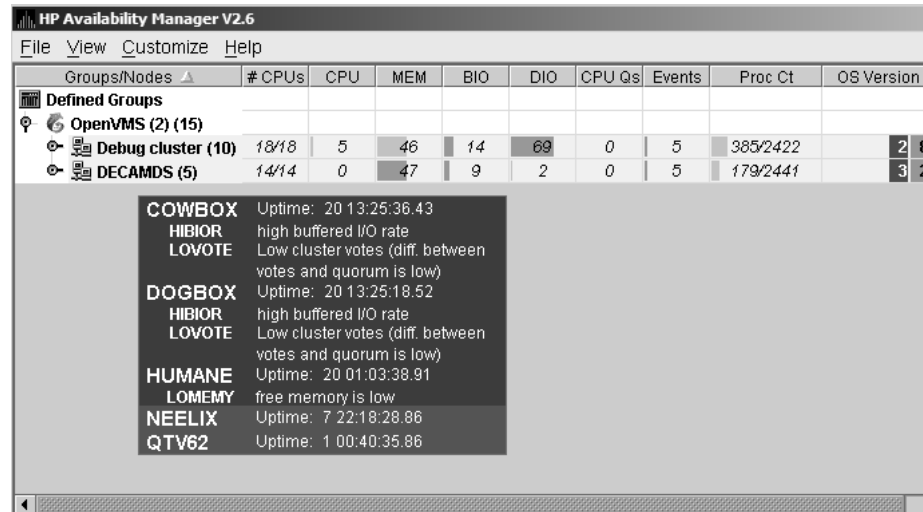 HP Availability Manager V2.6
File View Customize Help
Groups/Nodes # CPUs CPU MEM BIO DIO CPU Qs Events Proc Ct OS Version
Defined Groups
OpenVMS (2) (15)
Debug cluster (10) 18/18 5 46 14 69 0 5 385/2422 2 8
DECAMDS (5) 14/14 0 47 9 2 0 5 179/2441 3 2
COWBOX Uptime: 20 13:25:36.43
HIBIOR high buffered I/O rate
LOVOTE Low cluster votes (diff. between
votes and quorum is low)
DOGBOX Uptime: 20 13:25:18.52
HIBIOR high buffered I/O rate
LOVOTE Low cluster votes (diff. between
votes and quorum is low)
HUMANE Uptime: 20 01:03:38.91
LOMEMY free memory is low
NEELIX Uptime: 7 22:18:28.86
QTV62 Uptime: 1 00:40:35.86